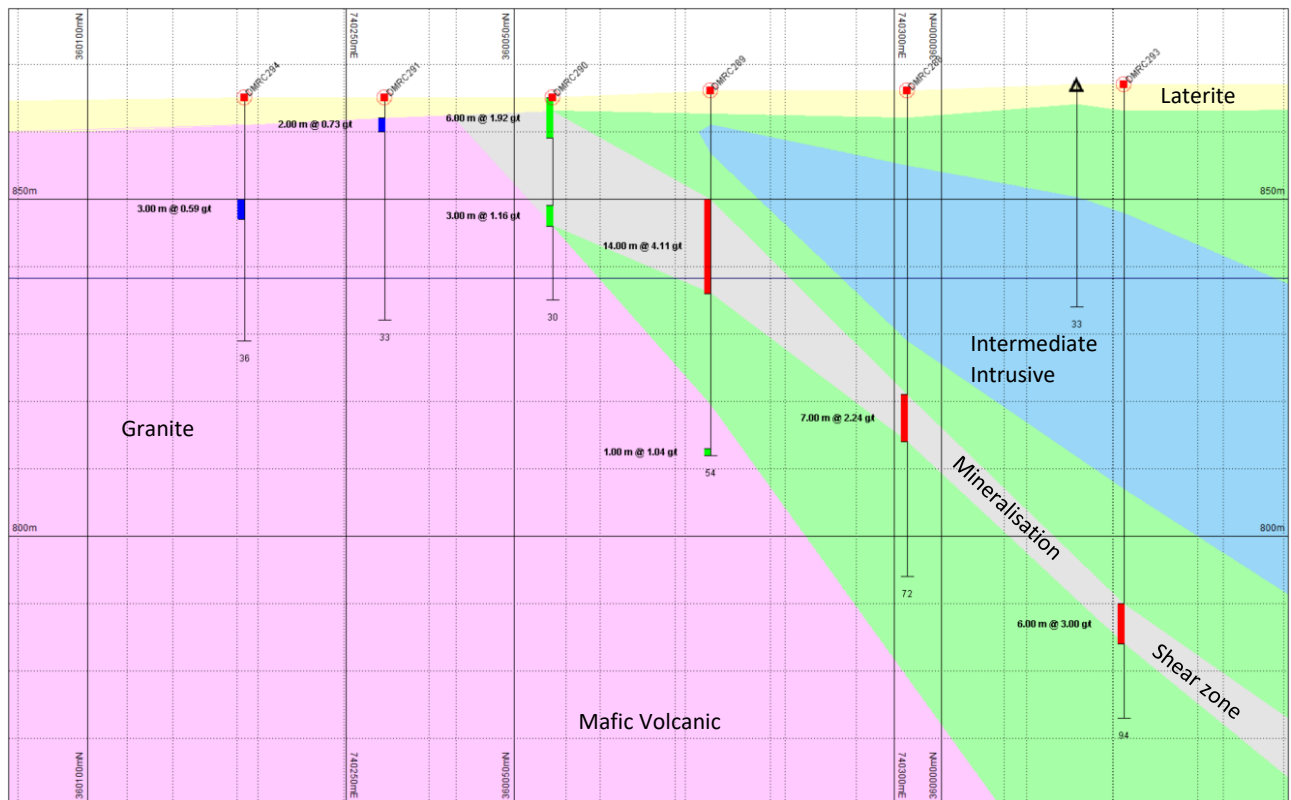 360100mN
740250mE
360050mN
740300mE
360000mN
DMRC294
DMRC291
DMRC290
DMRC289
DMRC288
DMRC293
Laterite
2.00 m @ 0.73 g/t
6.00 m @ 1.92 g/t
850m
850m
3.00 m @ 0.59 g/t
3.00 m @ 1.16 g/t
14.00 m @ 4.11 g/t
30
33
33
36
Intermediate
Intrusive
Granite
7.00 m @ 2.24 g/t
1.00 m @ 1.04 g/t
54
Mineralisation
800m
800m
72
6.00 m @ 3.00 g/t
Shear zone
Mafic Volcanic
94
360100mN
740250mE
360050mN
740300mE
360000mN